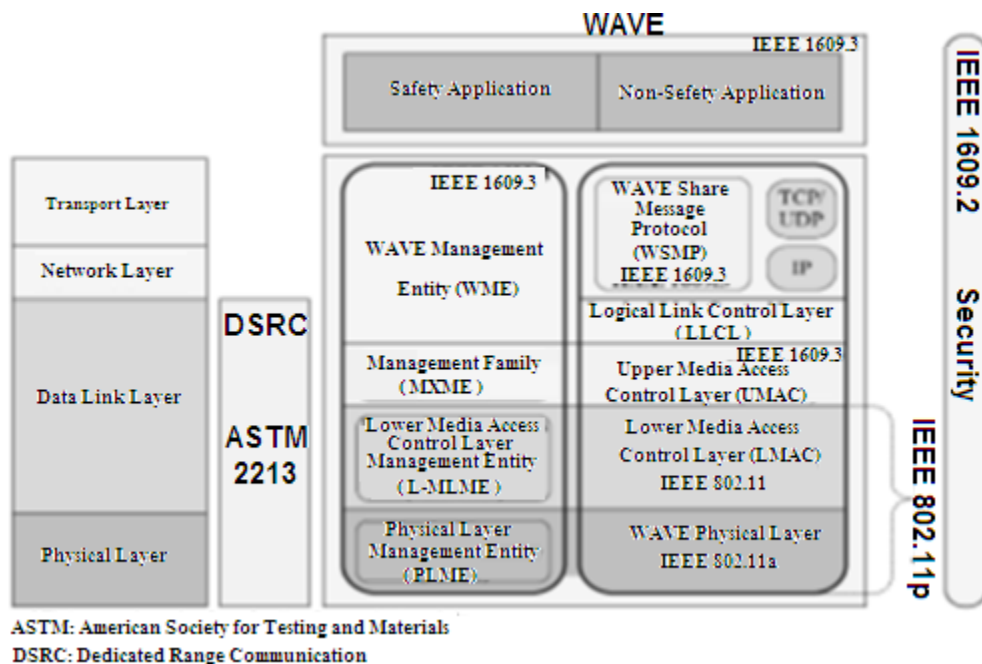 WAVE
IEEE 1609.3
Safety Application
Non-Sefety Application
Transport Layer
Network Layer
Data Link Layer
Physical Layer
DSRC
ASTM
2213
IEEE 1609.3
WAVE Management
Entity (WME)
Management Family
(MXME)
Lower Media Access
Control Layer
Management Entity
(L-MLME)
Physical Layer
Management Entity
(PLME)
WAVE Share
Message
Protocol
(WSMP)
IEEE 1609.3
TCP/
UDP
IP
Logical Link Control Layer
(LLCL)
IEEE 1609.3
Upper Media Access
Control Layer (UMAC)
Lower Media Access
Control Layer (LMAC)
IEEE 802.11
WAVE Physical Layer
IEEE 802.11a
IEEE 802.11p
IEEE 1609.2 Security
ASTM: American Society for Testing and Materials
DSRC: Dedicated Range Communication